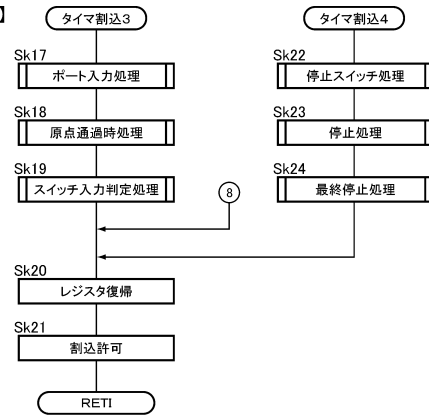 】
タイマ割込3
タイマ割込4
Sk17
ポート入力処理
Sk22
停止スイッチ処理
Sk18
原点通過時処理
Sk23
停止処理
Sk19
スイッチ入力判定処理
Sk24
最終停止処理
8
Sk20
レジスタ復帰
Sk21
割込許可
RETI